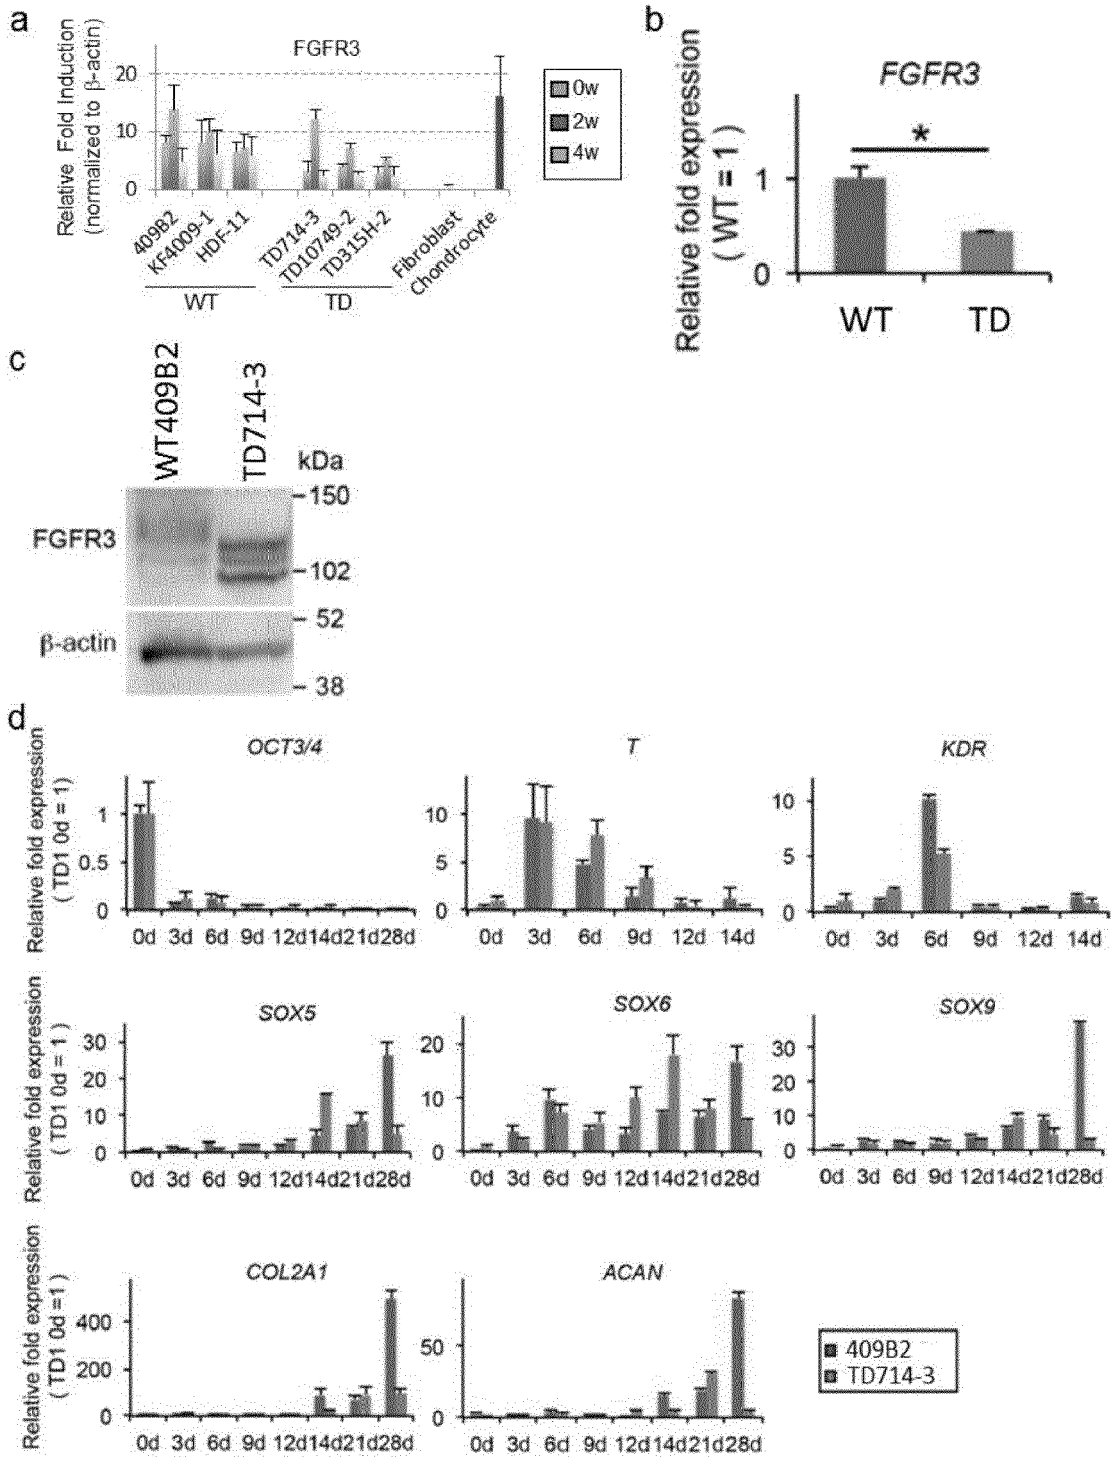 a
FGFR3
Relative Fold Induction
(normalized to β-actin)
20
10
0
409B2
KF4009-1
HDF-11
TD714-3
TD10749-2
TD315H-2
Fibroblast
Chondrocyte
WT
TD
0w
2w
4w
b
FGFR3
Relative fold expression
( WT = 1 )
*
1
0
WT
TD
c
WT409B2
TD714-3
kDa
150
FGFR3
102
52
β-actin
38
d
OCT3/4
Relative fold expression
( TD1 0d = 1)
1
0.5
0
0d 3d 6d 9d 12d 14d 21d 28d
T
10
5
0
0d 3d 6d 9d 12d 14d
KDR
10
5
0
0d 3d 6d 9d 12d 14d
SOX5
Relative fold expression
( TD1 0d = 1 )
30
20
10
0
0d 3d 6d 9d 12d 14d 21d 28d
SOX6
20
10
0
0d 3d 6d 9d 12d 14d 21d 28d
SOX9
30
20
10
0
0d 3d 6d 9d 12d 14d 21d 28d
COL2A1
Relative fold expression
( TD1 0d =1 )
400
200
0
0d 3d 6d 9d 12d 14d 21d 28d
ACAN
50
0
0d 3d 6d 9d 12d 14d 21d 28d
409B2
TD714-3